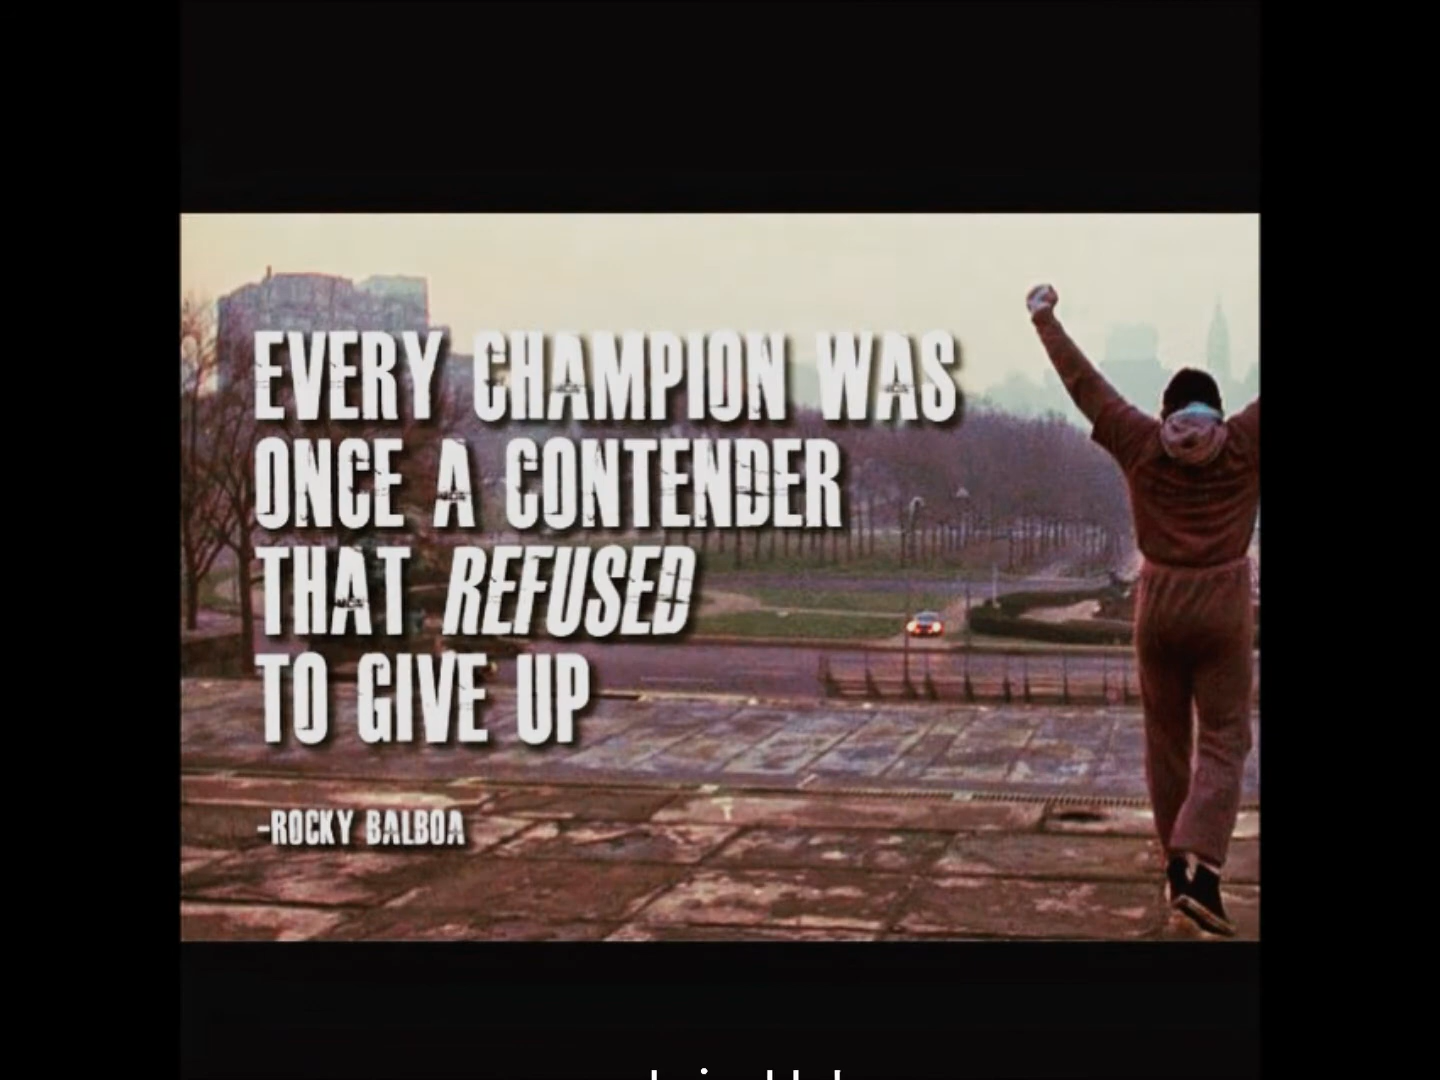 EVERY CHAMPION WAS
ONCE A CONTENDER
THAT REFUSED
TO GIVE UP
-ROCKY BALBOA